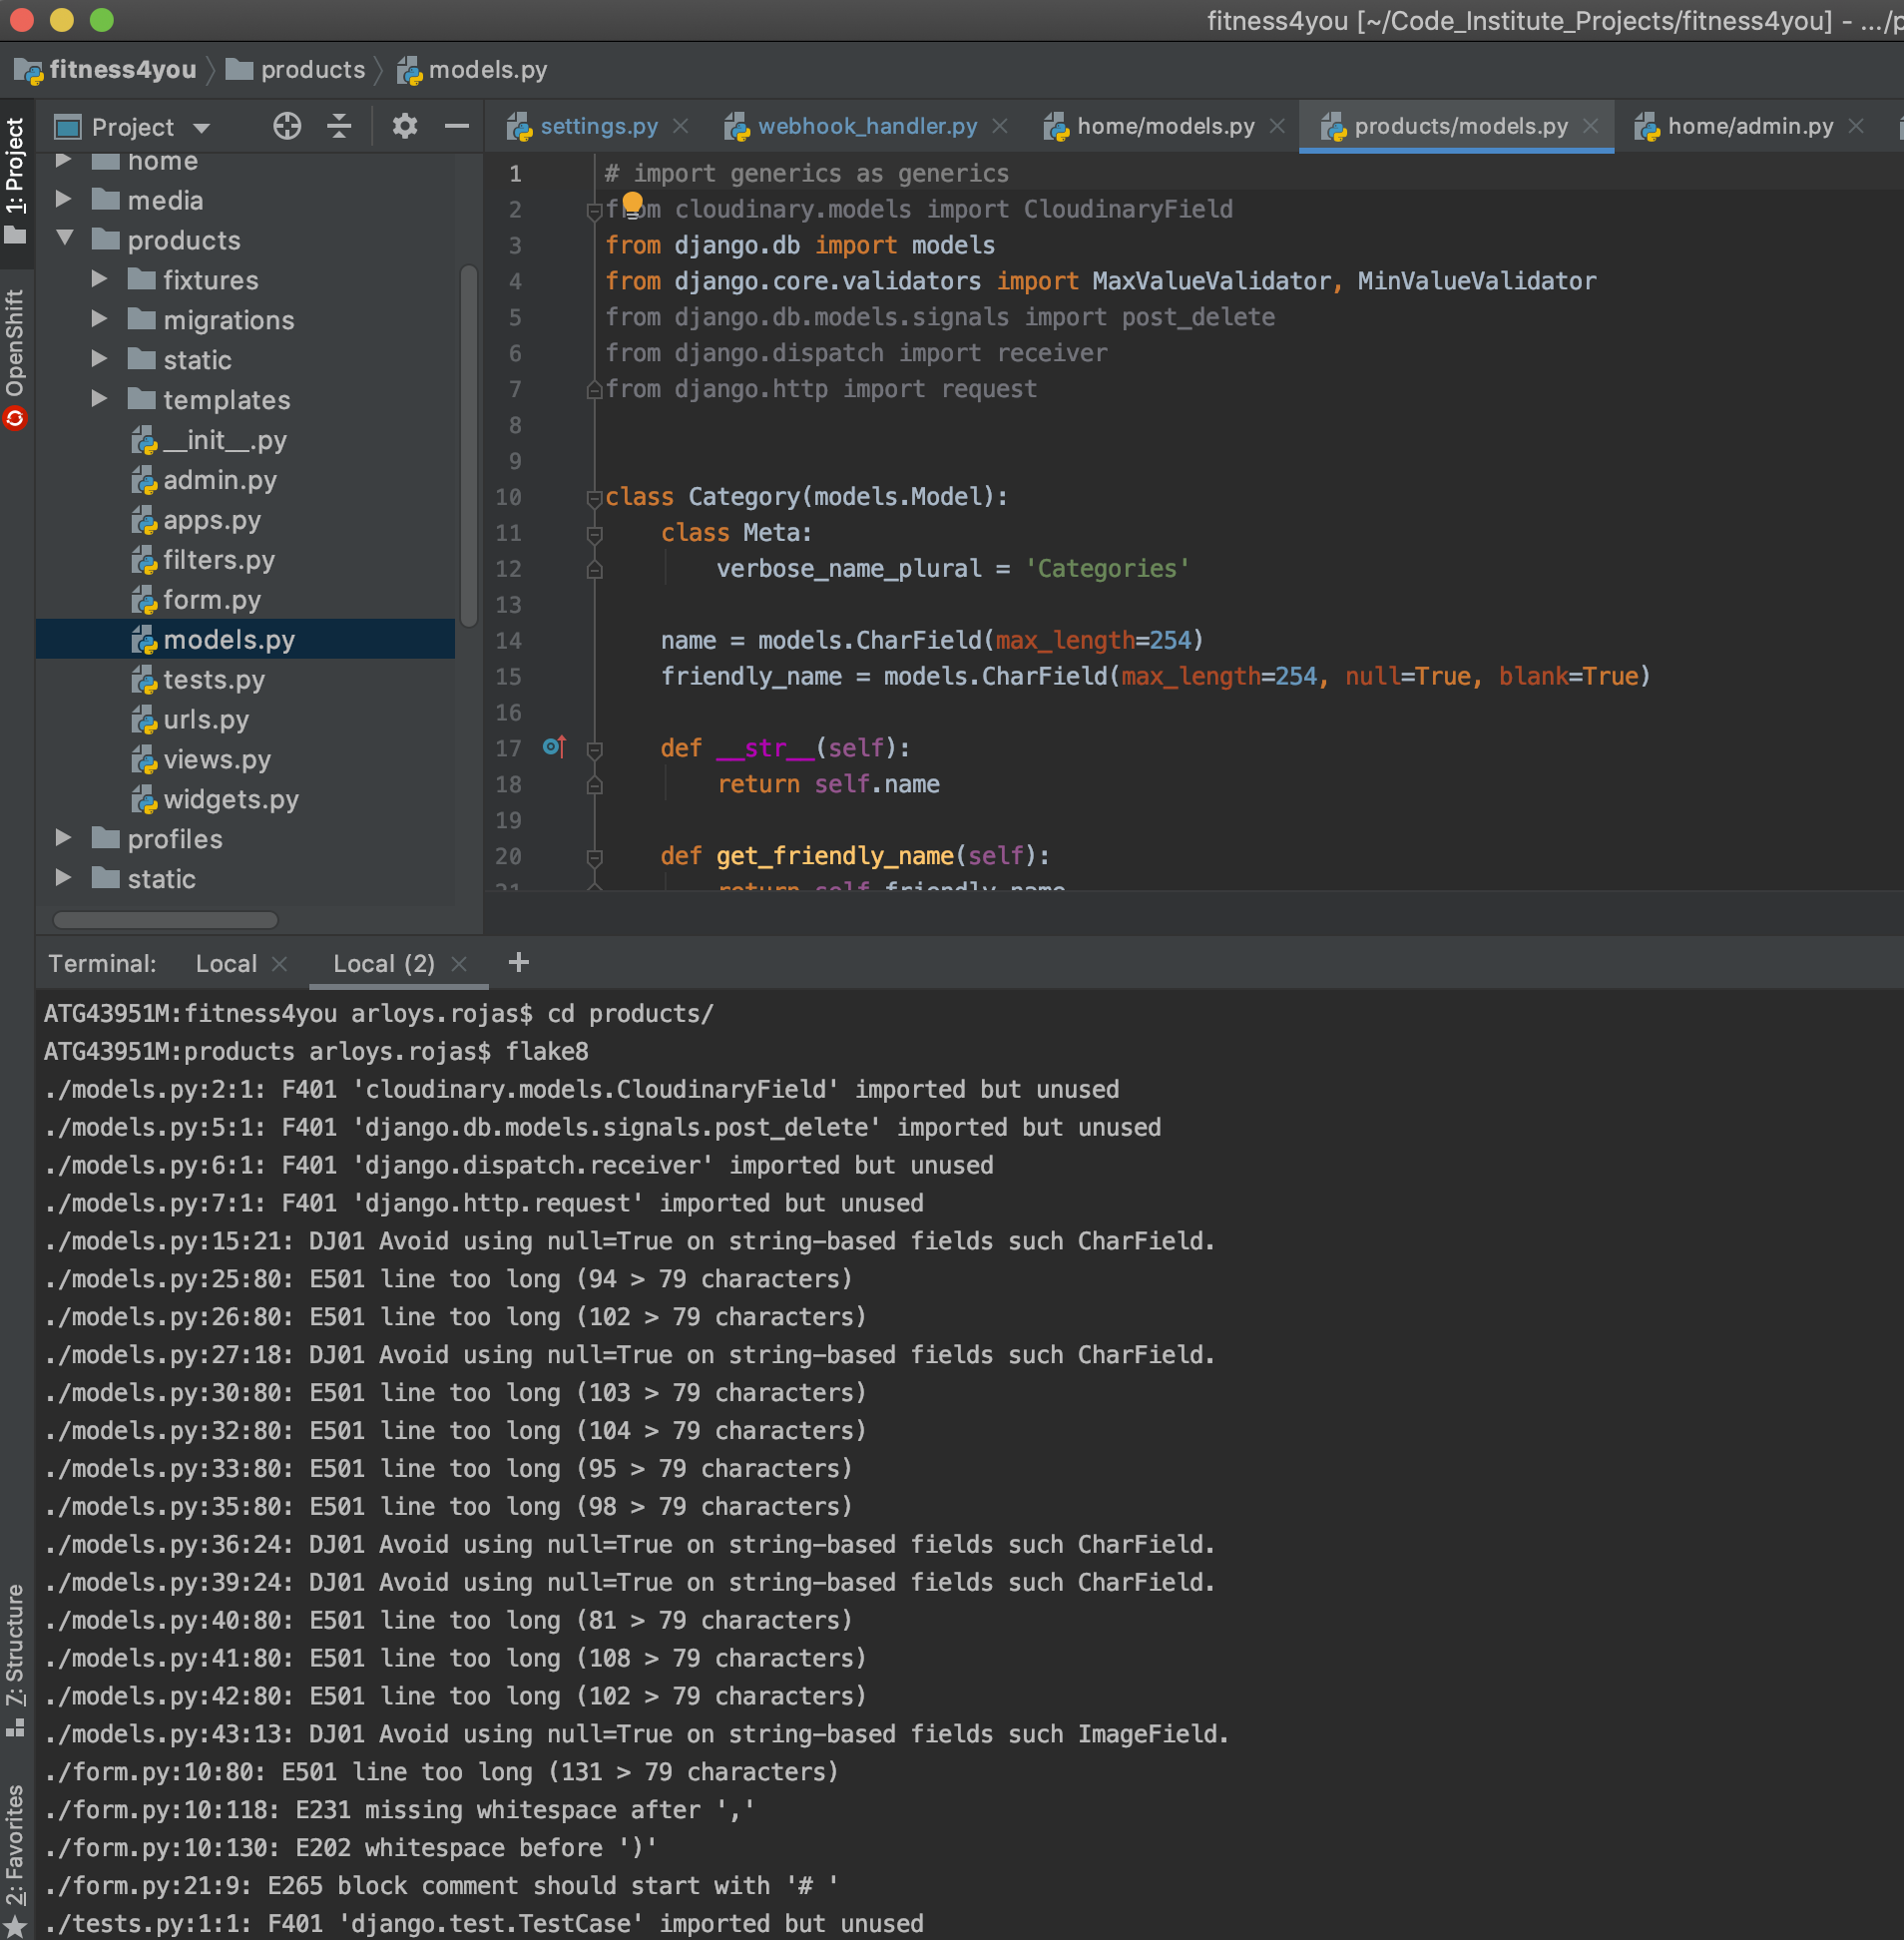 fitness4you [~/Code_Institute_Projects/fitness4you] - .../p
fitness4you
products
models.py
Project
settings.py
webhook_handler.py
home/models.py
products/models.py
home/admin.py
1: Project
OpenShift
7: Structure
2: Favorites
home
media
products
fixtures
migrations
static
templates
__init__.py
admin.py
apps.py
filters.py
form.py
models.py
tests.py
urls.py
views.py
widgets.py
profiles
static
1 # import generics as generics
2 from cloudinary.models import CloudinaryField
3 from django.db import models
4 from django.core.validators import MaxValueValidator, MinValueValidator
5 from django.db.models.signals import post_delete
6 from django.dispatch import receiver
7 from django.http import request
8
9
10 class Category(models.Model):
11 class Meta:
12 verbose_name_plural = 'Categories'
13
14 name = models.CharField(max_length=254)
15 friendly_name = models.CharField(max_length=254, null=True, blank=True)
16
17 def __str__(self):
18 return self.name
19
20 def get_friendly_name(self):
21 return self.friendly_name
Terminal: Local Local (2) +
ATG43951M:fitness4you arloys.rojas$ cd products/
ATG43951M:products arloys.rojas$ flake8
./models.py:2:1: F401 'cloudinary.models.CloudinaryField' imported but unused
./models.py:5:1: F401 'django.db.models.signals.post_delete' imported but unused
./models.py:6:1: F401 'django.dispatch.receiver' imported but unused
./models.py:7:1: F401 'django.http.request' imported but unused
./models.py:15:21: DJ01 Avoid using null=True on string-based fields such CharField.
./models.py:25:80: E501 line too long (94 > 79 characters)
./models.py:26:80: E501 line too long (102 > 79 characters)
./models.py:27:18: DJ01 Avoid using null=True on string-based fields such CharField.
./models.py:30:80: E501 line too long (103 > 79 characters)
./models.py:32:80: E501 line too long (104 > 79 characters)
./models.py:33:80: E501 line too long (95 > 79 characters)
./models.py:35:80: E501 line too long (98 > 79 characters)
./models.py:36:24: DJ01 Avoid using null=True on string-based fields such CharField.
./models.py:39:24: DJ01 Avoid using null=True on string-based fields such CharField.
./models.py:40:80: E501 line too long (81 > 79 characters)
./models.py:41:80: E501 line too long (108 > 79 characters)
./models.py:42:80: E501 line too long (102 > 79 characters)
./models.py:43:13: DJ01 Avoid using null=True on string-based fields such ImageField.
./form.py:10:80: E501 line too long (131 > 79 characters)
./form.py:10:118: E231 missing whitespace after ','
./form.py:10:130: E202 whitespace before ')'
./form.py:21:9: E265 block comment should start with '# '
./tests.py:1:1: F401 'django.test.TestCase' imported but unused